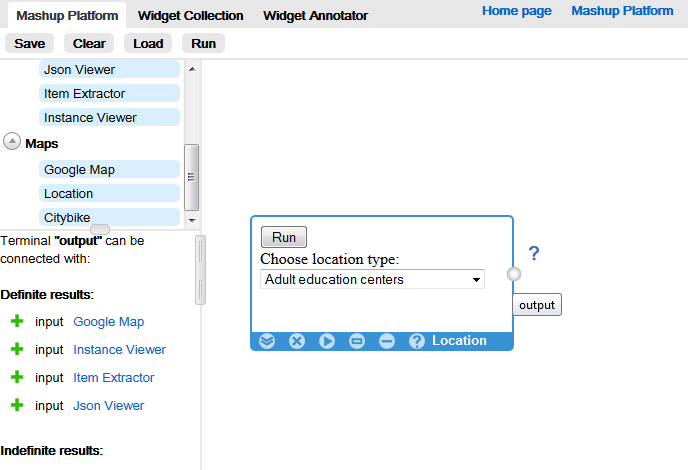 Mashup Platform Widget Collection Widget Annotator Home page Mashup Platform
Save Clear Load Run
Json Viewer
Item Extractor
Instance Viewer
Maps
Google Map
Location
Citybike
Terminal "output" can be
connected with:
Definite results:
input Google Map
input Instance Viewer
input Item Extractor
input Json Viewer
Indefinite results:
Run
Choose location type:
Adult education centers
?
output
? Location